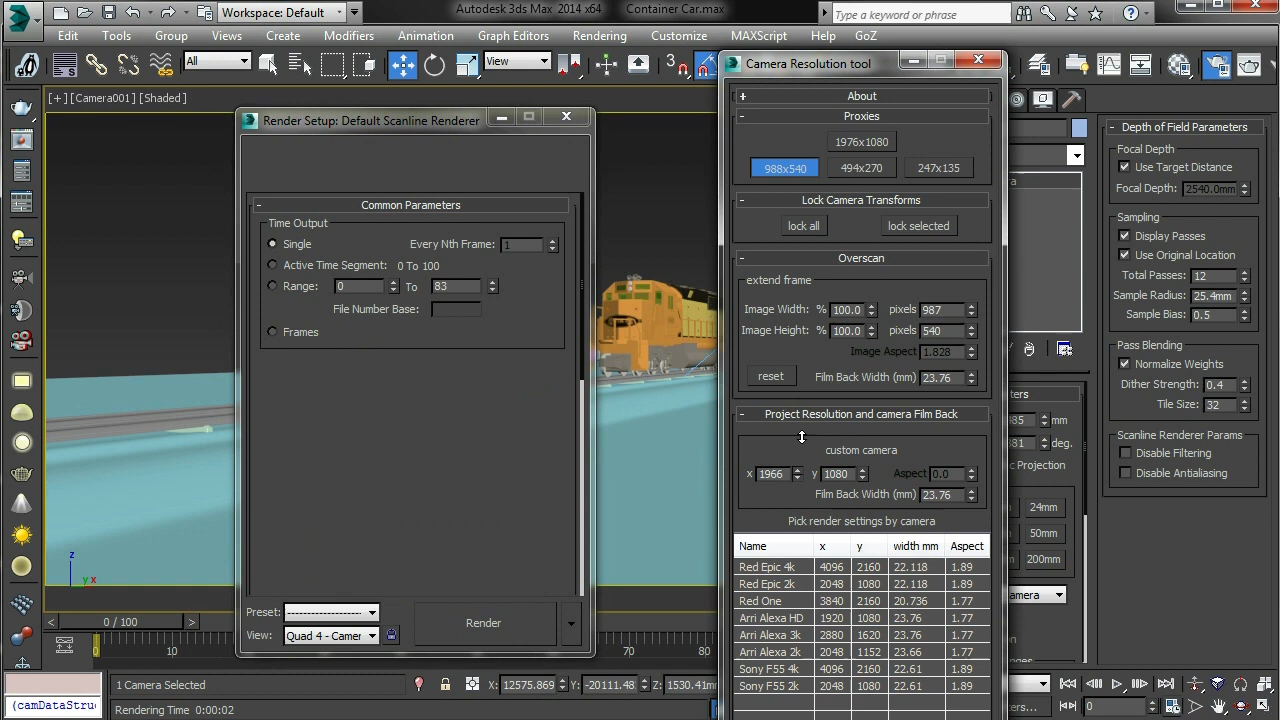 Workspace: Default
Autodesk 3ds Max 2014 x64
Container Car.max
Type a keyword or phrase
Edit Tools Group Views Create Modifiers Animation Graph Editors Rendering Customize MAXScript Help GoZ
All
View
3
[+] [Camera001] [Shaded]
Render Setup: Default Scanline Renderer
Common Parameters
Time Output
Single
Every Nth Frame: 1
Active Time Segment: 0 To 100
Range: 0 To 83
File Number Base:
Frames
Preset: --------------------
View: Quad 4 - Camer
Render
Camera Resolution tool
+ About
- Proxies
1976x1080
988x540 494x270 247x135
- Lock Camera Transforms
lock all lock selected
- Overscan
extend frame
Image Width: % 100.0 pixels 987
Image Height: % 100.0 pixels 540
Image Aspect 1.828
reset Film Back Width (mm) 23.76
- Project Resolution and camera Film Back
custom camera
x 1966 y 1080 Aspect 0.0
Film Back Width (mm) 23.76
Pick render settings by camera
Name x y width mm Aspect
Red Epic 4k 4096 2160 22.118 1.89
Red Epic 2k 2048 1080 22.118 1.89
Red One 3840 2160 20.736 1.77
Arri Alexa HD 1920 1080 23.76 1.77
Arri Alexa 3k 2880 1620 23.76 1.77
Arri Alexa 2k 2048 1152 23.66 1.77
Sony F55 4k 4096 2160 22.61 1.89
Sony F55 2k 2048 1080 22.61 1.89
- Depth of Field Parameters
Focal Depth
Use Target Distance
Focal Depth: 2540.0mm
Sampling
Display Passes
Use Original Location
Total Passes: 12
Sample Radius: 25.4mm
Sample Bias: 0.5
Pass Blending
Normalize Weights
Dither Strength: 0.4
Tile Size: 32
Scanline Renderer Params
Disable Filtering
Disable Antialiasing
mm
deg.
24mm
50mm
200mm
z
y x
< 0 / 100 >
0 10 70 80
1 Camera Selected
X: 12575.869 Y: -20111.48 Z: 1530.41mm
(camDataStruc
Rendering Time 0:00:02
0